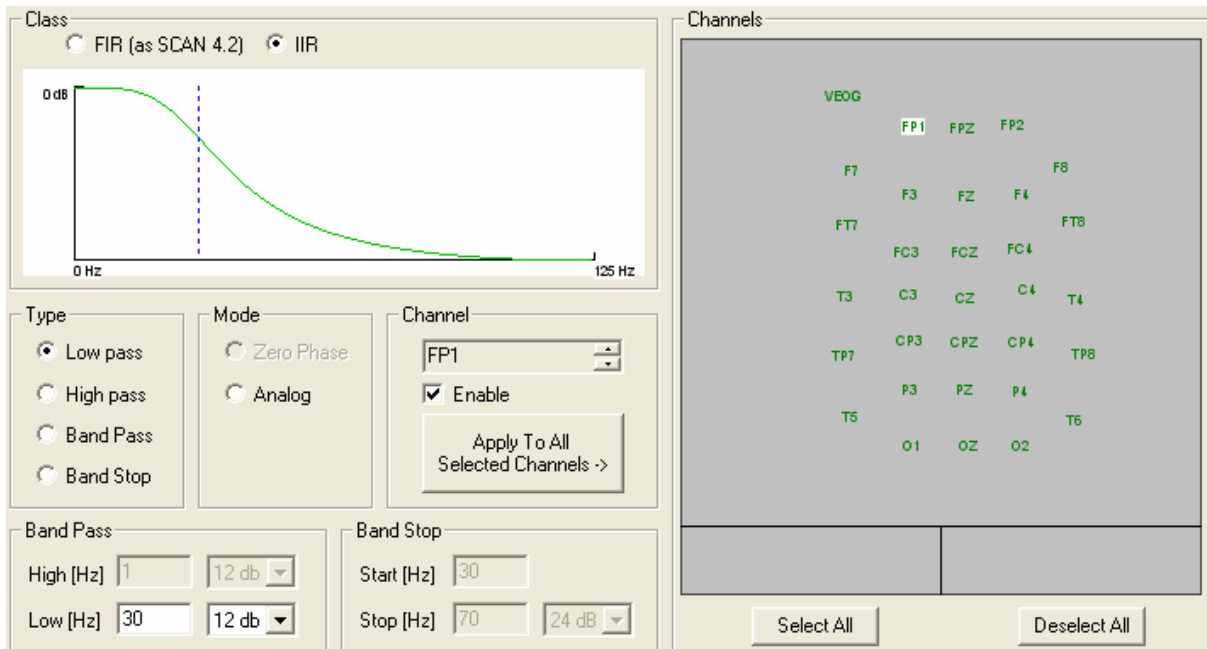 Class
FIR (as SCAN 4.2) IIR
0 dB
0 Hz 125 Hz
Type
Low pass
High pass
Band Pass
Band Stop
Mode
Zero Phase
Analog
Channel
FP1
Enable
Apply To All
Selected Channels ->
Band Pass
High [Hz] 1 12 db
Low [Hz] 30 12 db
Band Stop
Start [Hz] 30
Stop [Hz] 70 24 dB
Channels
VEOG
FP1 FPZ FP2
F7 F8
F3 FZ F4
FT7 FT8
FC3 FCZ FC4
T3 C3 CZ C4 T4
CP3 CPZ CP4
TP7 TP8
P3 PZ P4
T5 T6
O1 OZ O2
Select All Deselect All